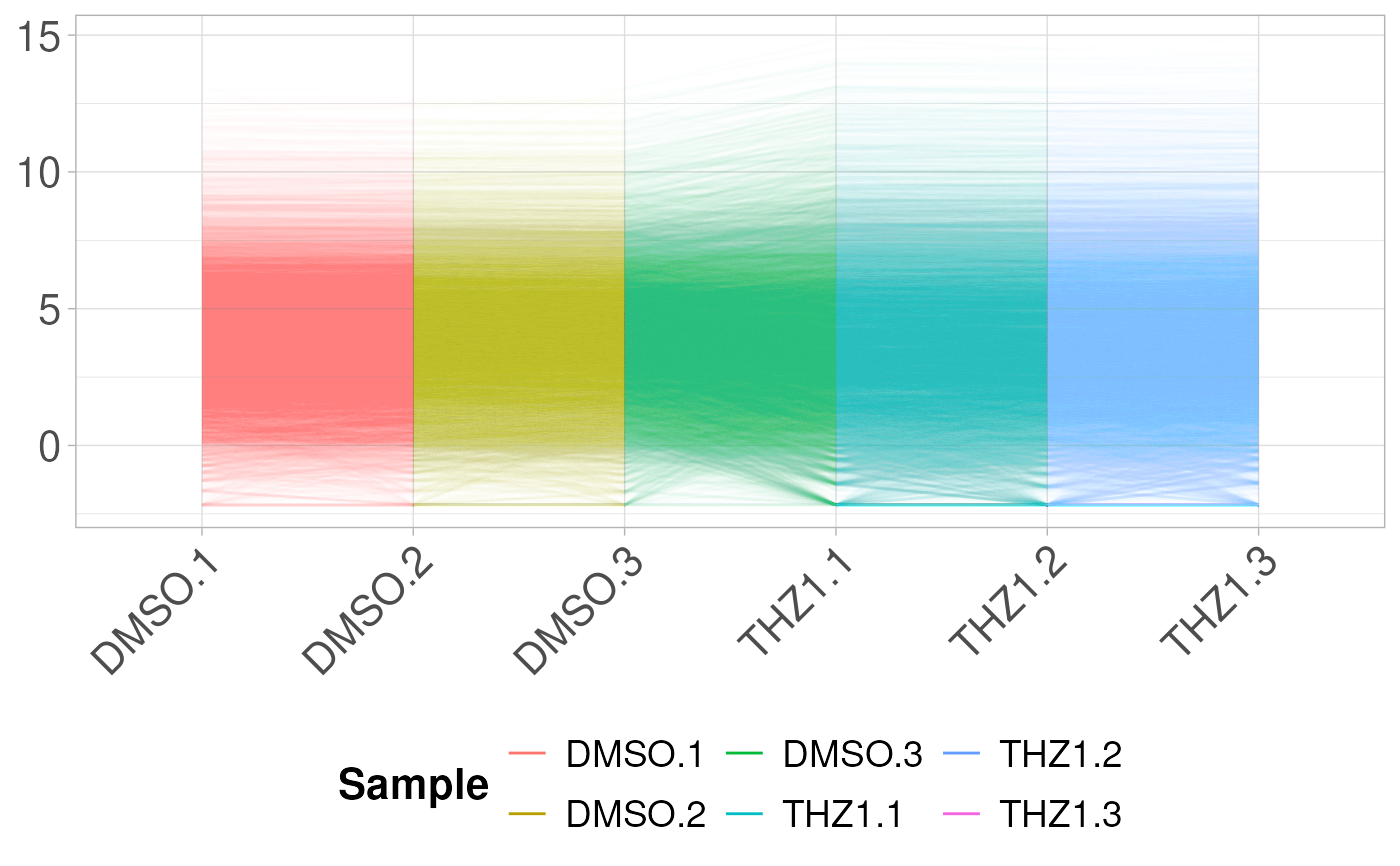 15
10
5
0
DMSO.1 DMSO.2 DMSO.3 THZ1.1 THZ1.2 THZ1.3
Sample
DMSO.1 DMSO.3 THZ1.2
DMSO.2 THZ1.1 THZ1.3